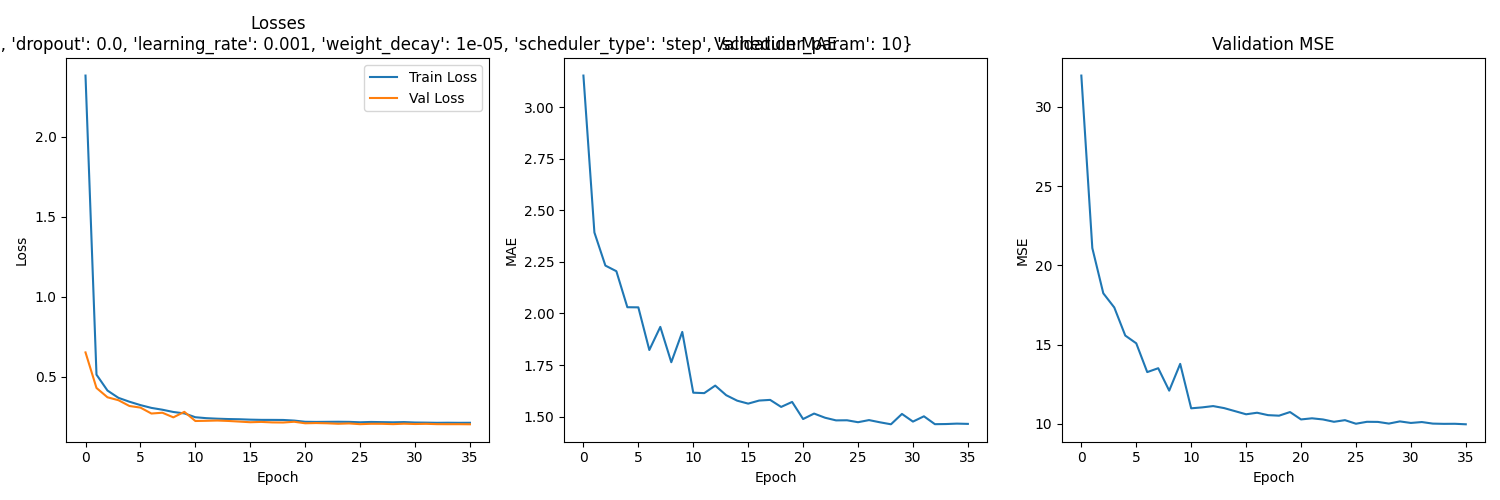 Losses
, 'dropout': 0.0, 'learning_rate': 0.001, 'weight_decay': 1e-05, 'scheduler_type': 'step', 'scheduler_param': 10}
Validation MAE
Validation MSE
Train Loss
Val Loss
Loss
2.0
1.5
1.0
0.5
0 5 10 15 20 25 30 35
Epoch
MAE
3.00
2.75
2.50
2.25
2.00
1.75
1.50
0 5 10 15 20 25 30 35
Epoch
MSE
30
25
20
15
10
0 5 10 15 20 25 30 35
Epoch